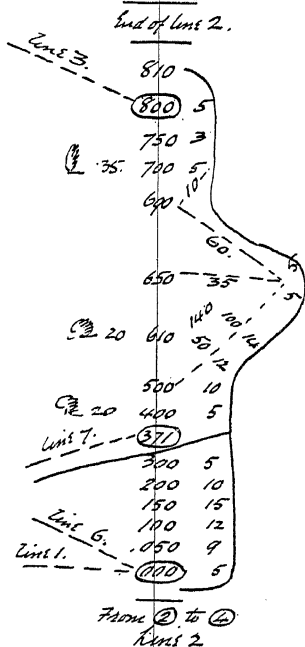 End of line 2.
810
Line 3.
800 5
750 3
35. 700 5
10
690
60.
5
650 35 5
140 100 14
20 610
50 12
500 10
20 400 5
Line 7. 371
300 5
200 10
150 15
100 12
Line 6.
050 9
Line 1. 000 5
From 2 to 4
Line 2